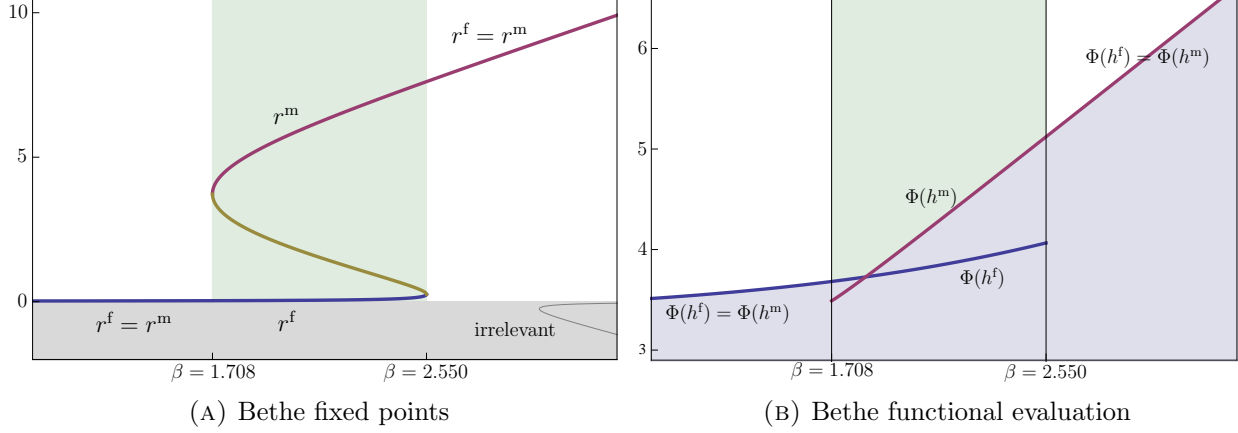 10
r^f = r^m
r^m
5
0
r^f = r^m
r^f
irrelevant
β = 1.708
β = 2.550
(A) Bethe fixed points
6
Φ(h^f) = Φ(h^m)
5
Φ(h^m)
4
Φ(h^f)
Φ(h^f) = Φ(h^m)
3
β = 1.708
β = 2.550
(B) Bethe functional evaluation